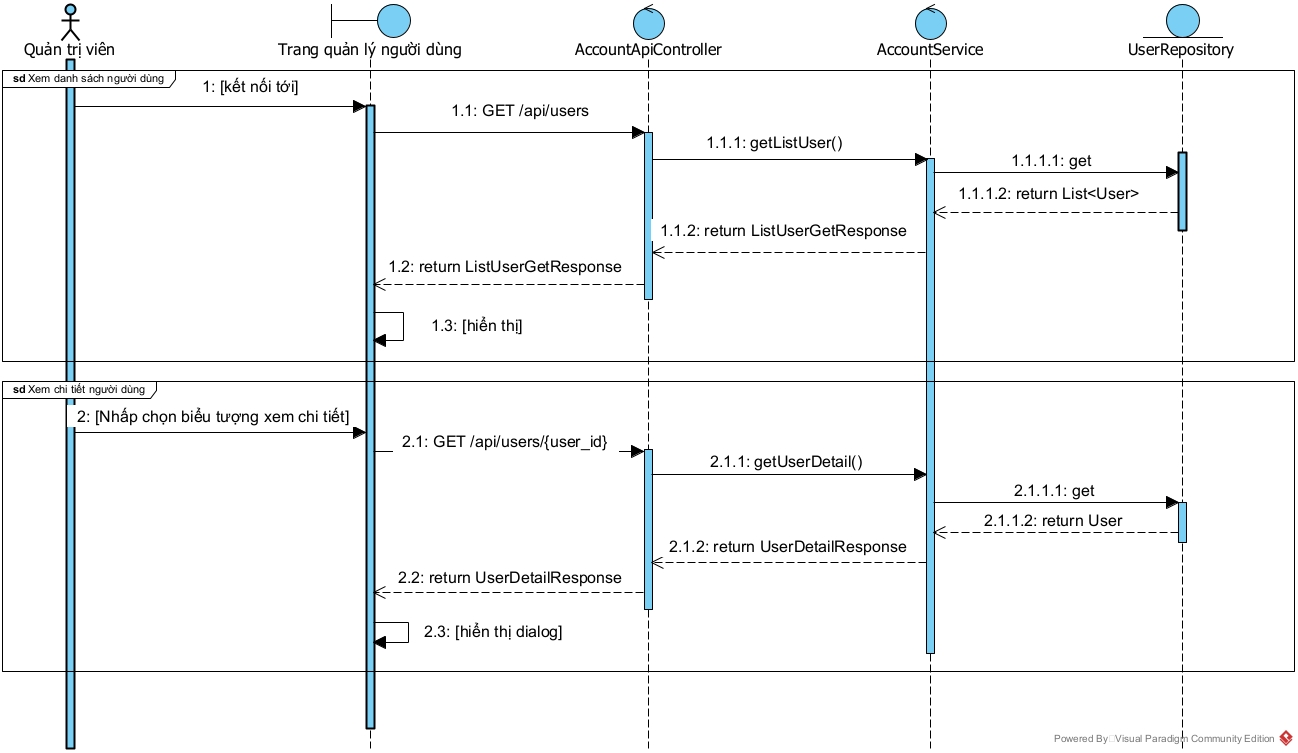 Quản trị viên
Trang quản lý người dùng
AccountApiController
AccountService
UserRepository
sd Xem danh sách người dùng
1: [kết nối tới]
1.1: GET /api/users
1.1.1: getListUser()
1.1.1.1: get
1.1.1.2: return List<User>
1.1.2: return ListUserGetResponse
1.2: return ListUserGetResponse
1.3: [hiển thị]
sd Xem chi tiết người dùng
2: [Nhấp chọn biểu tượng xem chi tiết]
2.1: GET /api/users/{user_id}
2.1.1: getUserDetail()
2.1.1.1: get
2.1.1.2: return User
2.1.2: return UserDetailResponse
2.2: return UserDetailResponse
2.3: [hiển thị dialog]
Powered By Visual Paradigm Community Edition